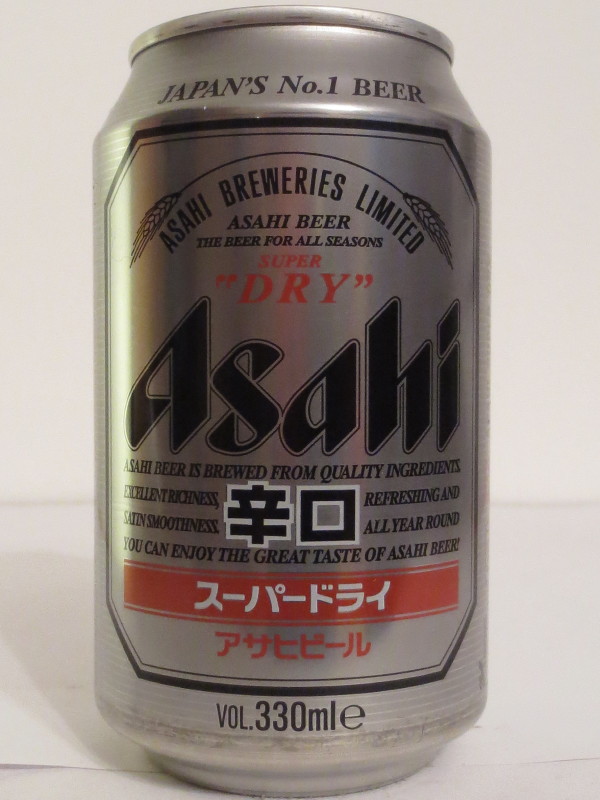 JAPAN'S No.1 BEER
ASAHI BREWERIES LIMITED
ASAHI BEER
THE BEER FOR ALL SEASONS
SUPER
"DRY"
Asahi
ASAHI BEER IS BREWED FROM QUALITY INGREDIENTS.
EXCELLENT RICHNESS, REFRESHING AND
辛口
SATIN SMOOTHNESS. ALL YEAR ROUND
YOU CAN ENJOY THE GREAT TASTE OF ASAHI BEER!
スーパードライ
アサヒビール
VOL.330ml℮